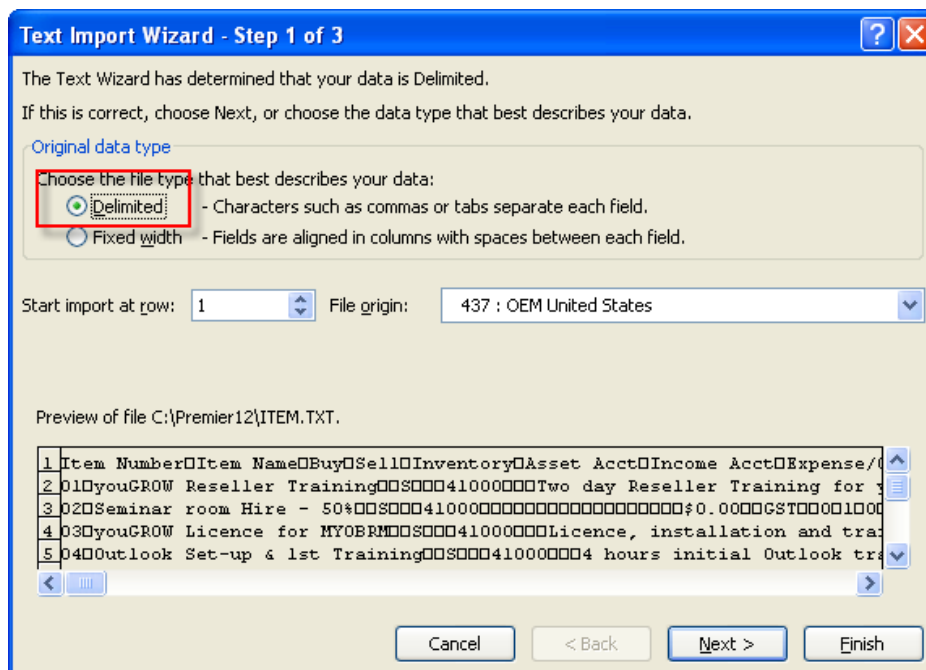 Text Import Wizard - Step 1 of 3
The Text Wizard has determined that your data is Delimited.
If this is correct, choose Next, or choose the data type that best describes your data.
Original data type
Choose the file type that best describes your data:
Delimited - Characters such as commas or tabs separate each field.
Fixed width - Fields are aligned in columns with spaces between each field.
Start import at row: 1 File origin: 437 : OEM United States
Preview of file C:\Premier12\ITEM.TXT.
1 Item Number□Item Name□Buy□Sell□Inventory□Asset Acct□Income Acct□Expense/
2 01□youGROW Reseller Training□□S□□□41000□□□Two day Reseller Training for
3 02□Seminar room Hire - 50%□□S□□□41000□□□□□□□□□□□□□□□□□$0.00□□GST□□0□1□0□
4 03□youGROW Licence for MYOBRM□□S□□□41000□□□Licence, installation and
5 04□Outlook Set-up & 1st Training□□S□□□41000□□□4 hours initial Outlook
Cancel < Back Next > Finish